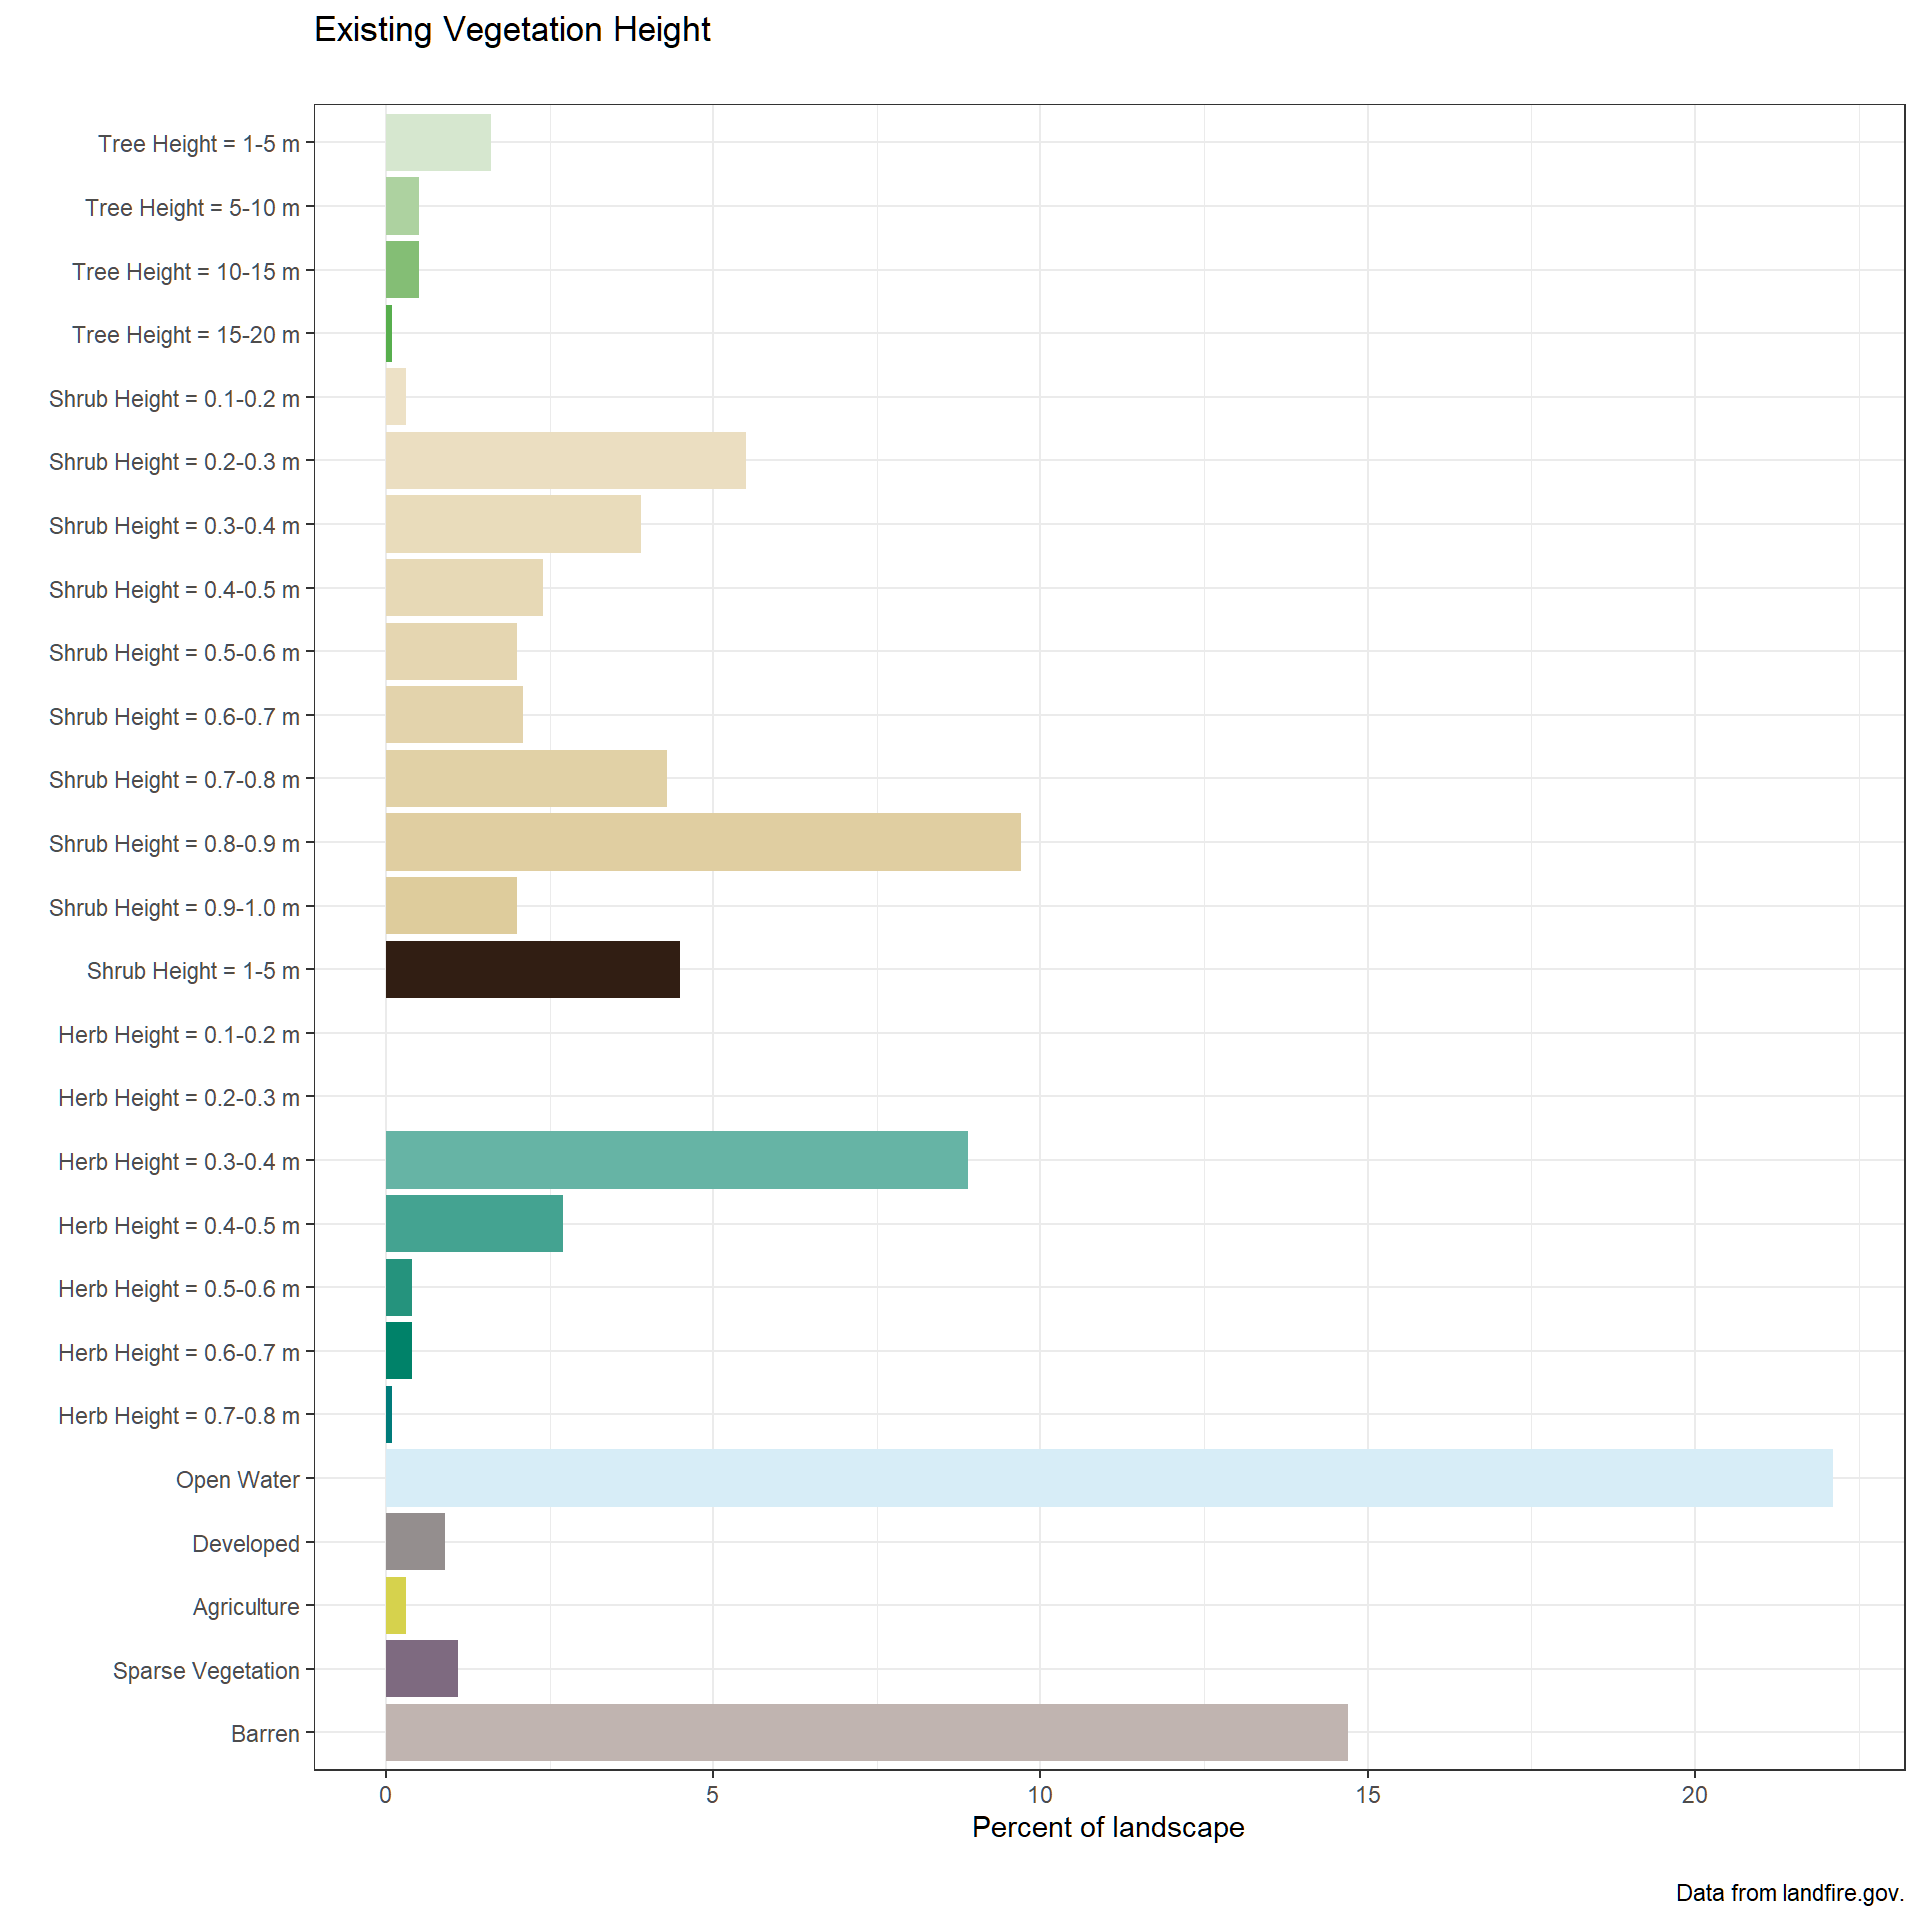 Existing Vegetation Height
Tree Height = 1-5 m
Tree Height = 5-10 m
Tree Height = 10-15 m
Tree Height = 15-20 m
Shrub Height = 0.1-0.2 m
Shrub Height = 0.2-0.3 m
Shrub Height = 0.3-0.4 m
Shrub Height = 0.4-0.5 m
Shrub Height = 0.5-0.6 m
Shrub Height = 0.6-0.7 m
Shrub Height = 0.7-0.8 m
Shrub Height = 0.8-0.9 m
Shrub Height = 0.9-1.0 m
Shrub Height = 1-5 m
Herb Height = 0.1-0.2 m
Herb Height = 0.2-0.3 m
Herb Height = 0.3-0.4 m
Herb Height = 0.4-0.5 m
Herb Height = 0.5-0.6 m
Herb Height = 0.6-0.7 m
Herb Height = 0.7-0.8 m
Open Water
Developed
Agriculture
Sparse Vegetation
Barren
0 5 10 15 20
Percent of landscape
Data from landfire.gov.